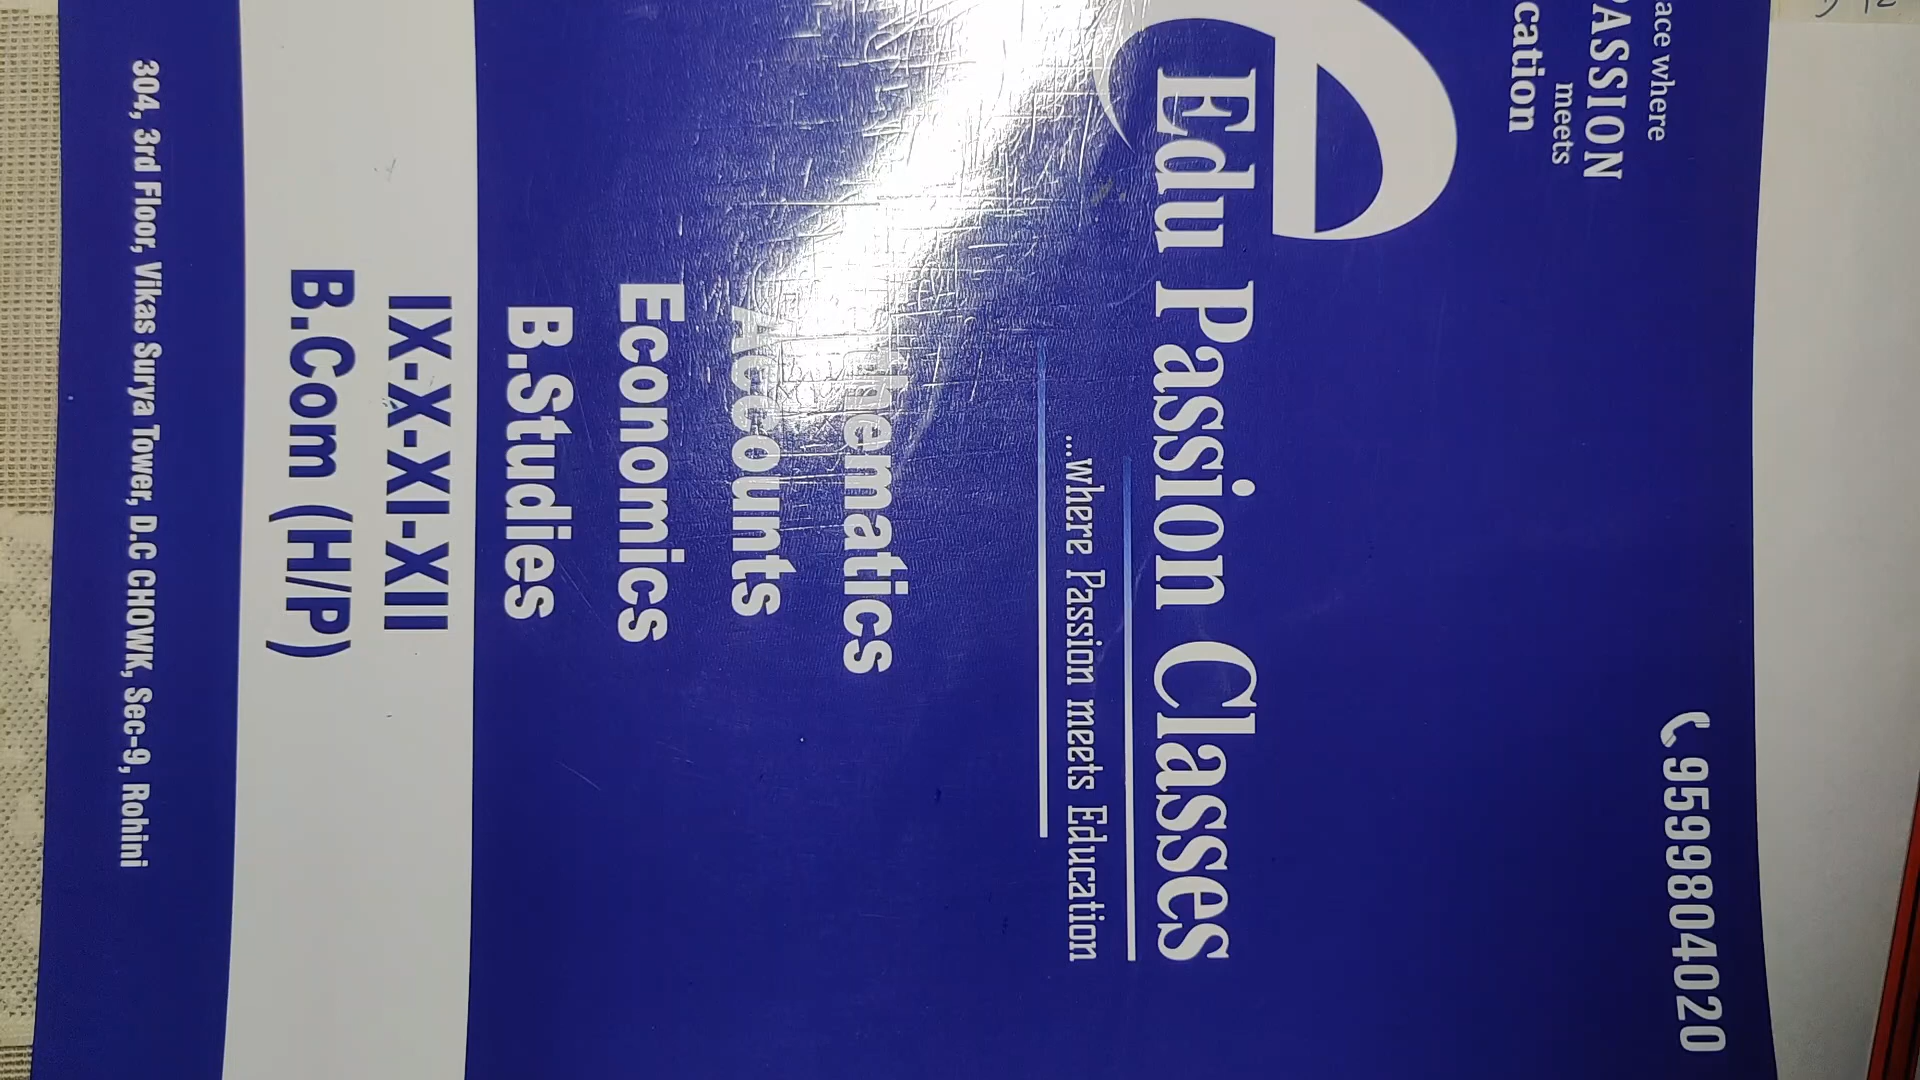 ace where
PASSION
meets
cation
9599804020
e
Edu Passion Classes
...where Passion meets Education
thematics
Accounts
Economics
B.Studies
IX-X-XI-XII
B.Com (H/P)
304, 3rd Floor, Vikas Surya Tower, D.C CHOWK, Sec-9, Rohini